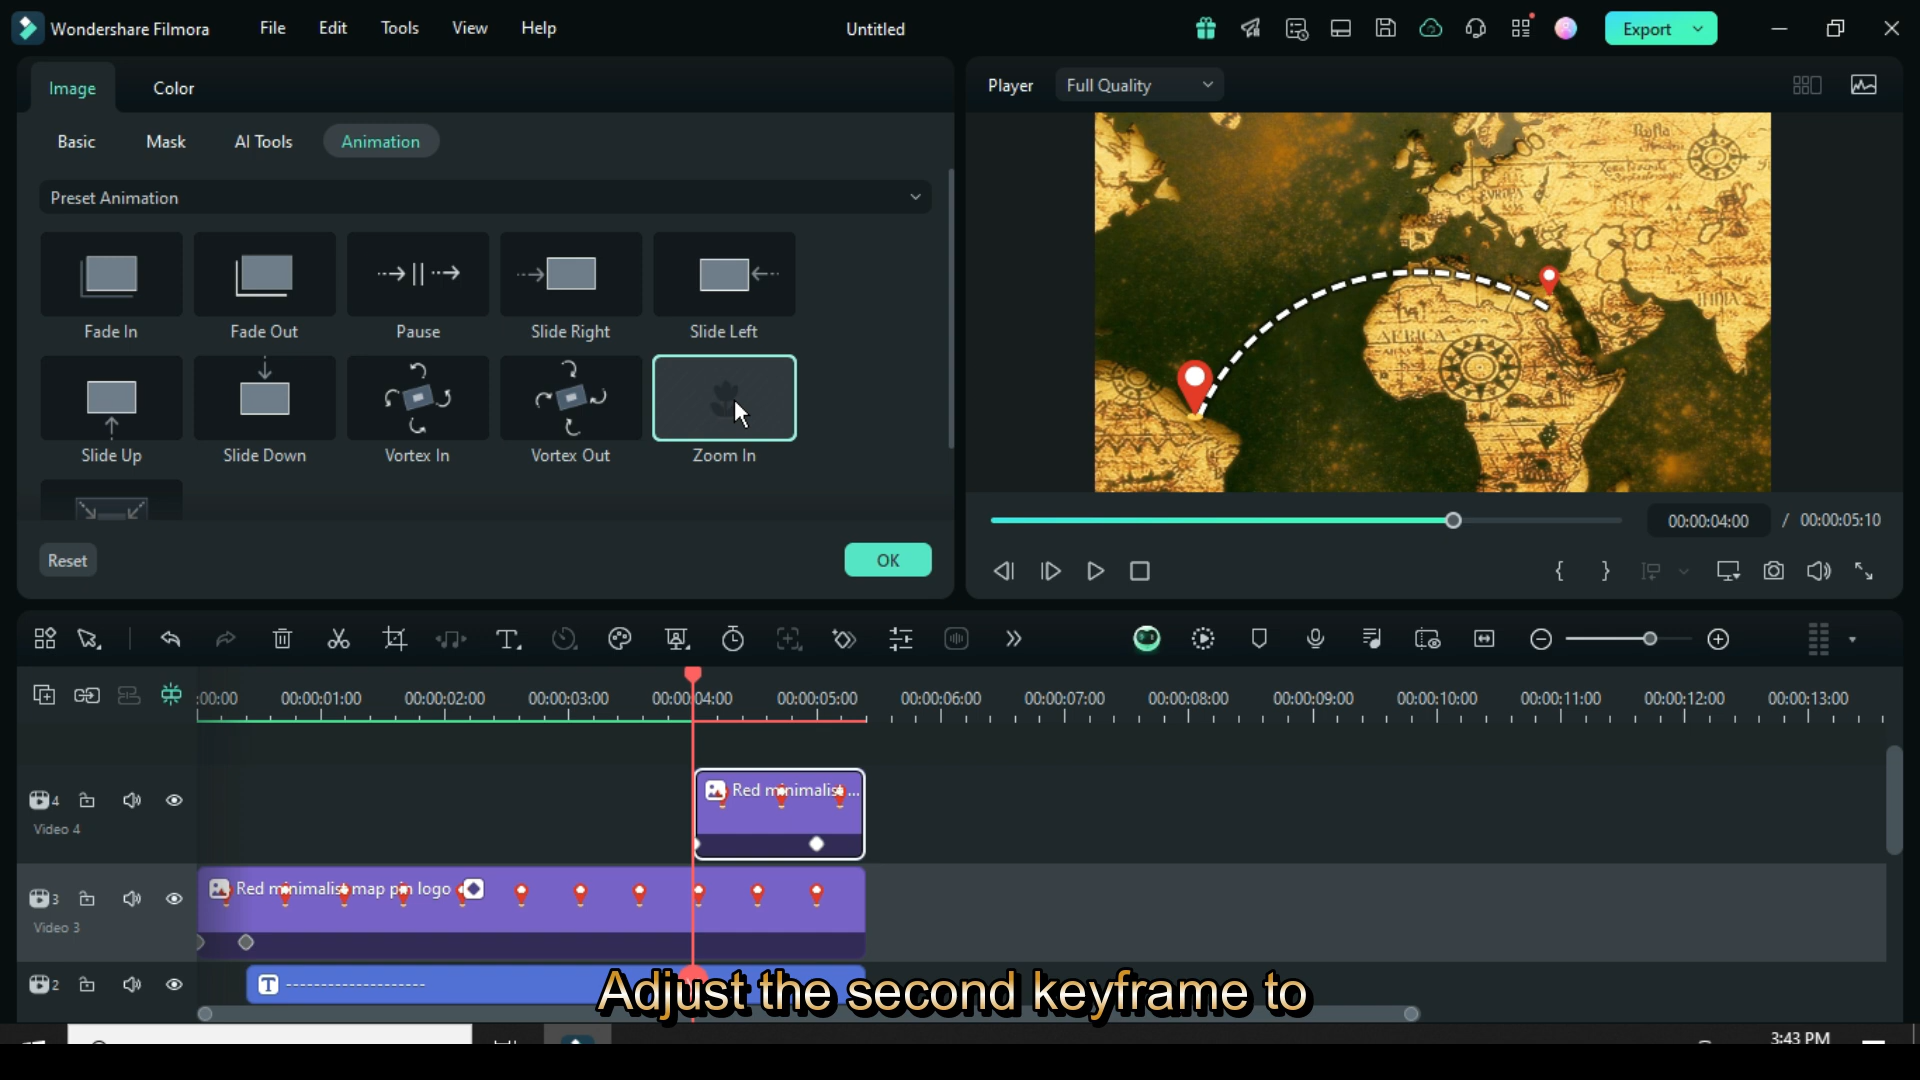 Wondershare Filmora File Edit Tools View Help Untitled Export
Image Color
Basic Mask AI Tools Animation
Preset Animation
Fade In Fade Out Pause Slide Right Slide Left
Slide Up Slide Down Vortex In Vortex Out Zoom In
Reset OK
Player Full Quality
EUROPA
AFRICA
INDIA
00:00:04:00 / 00:00:05:10
:00:00 00:00:01:00 00:00:02:00 00:00:03:00 00:00:04:00 00:00:05:00 00:00:06:00 00:00:07:00 00:00:08:00 00:00:09:00 00:00:10:00 00:00:11:00 00:00:12:00 00:00:13:00
4 Red minimalist ...
Video 4
3 Red minimalist map pin logo
Video 3
2 T ---------------------
Adjust the second keyframe to
3:43 PM